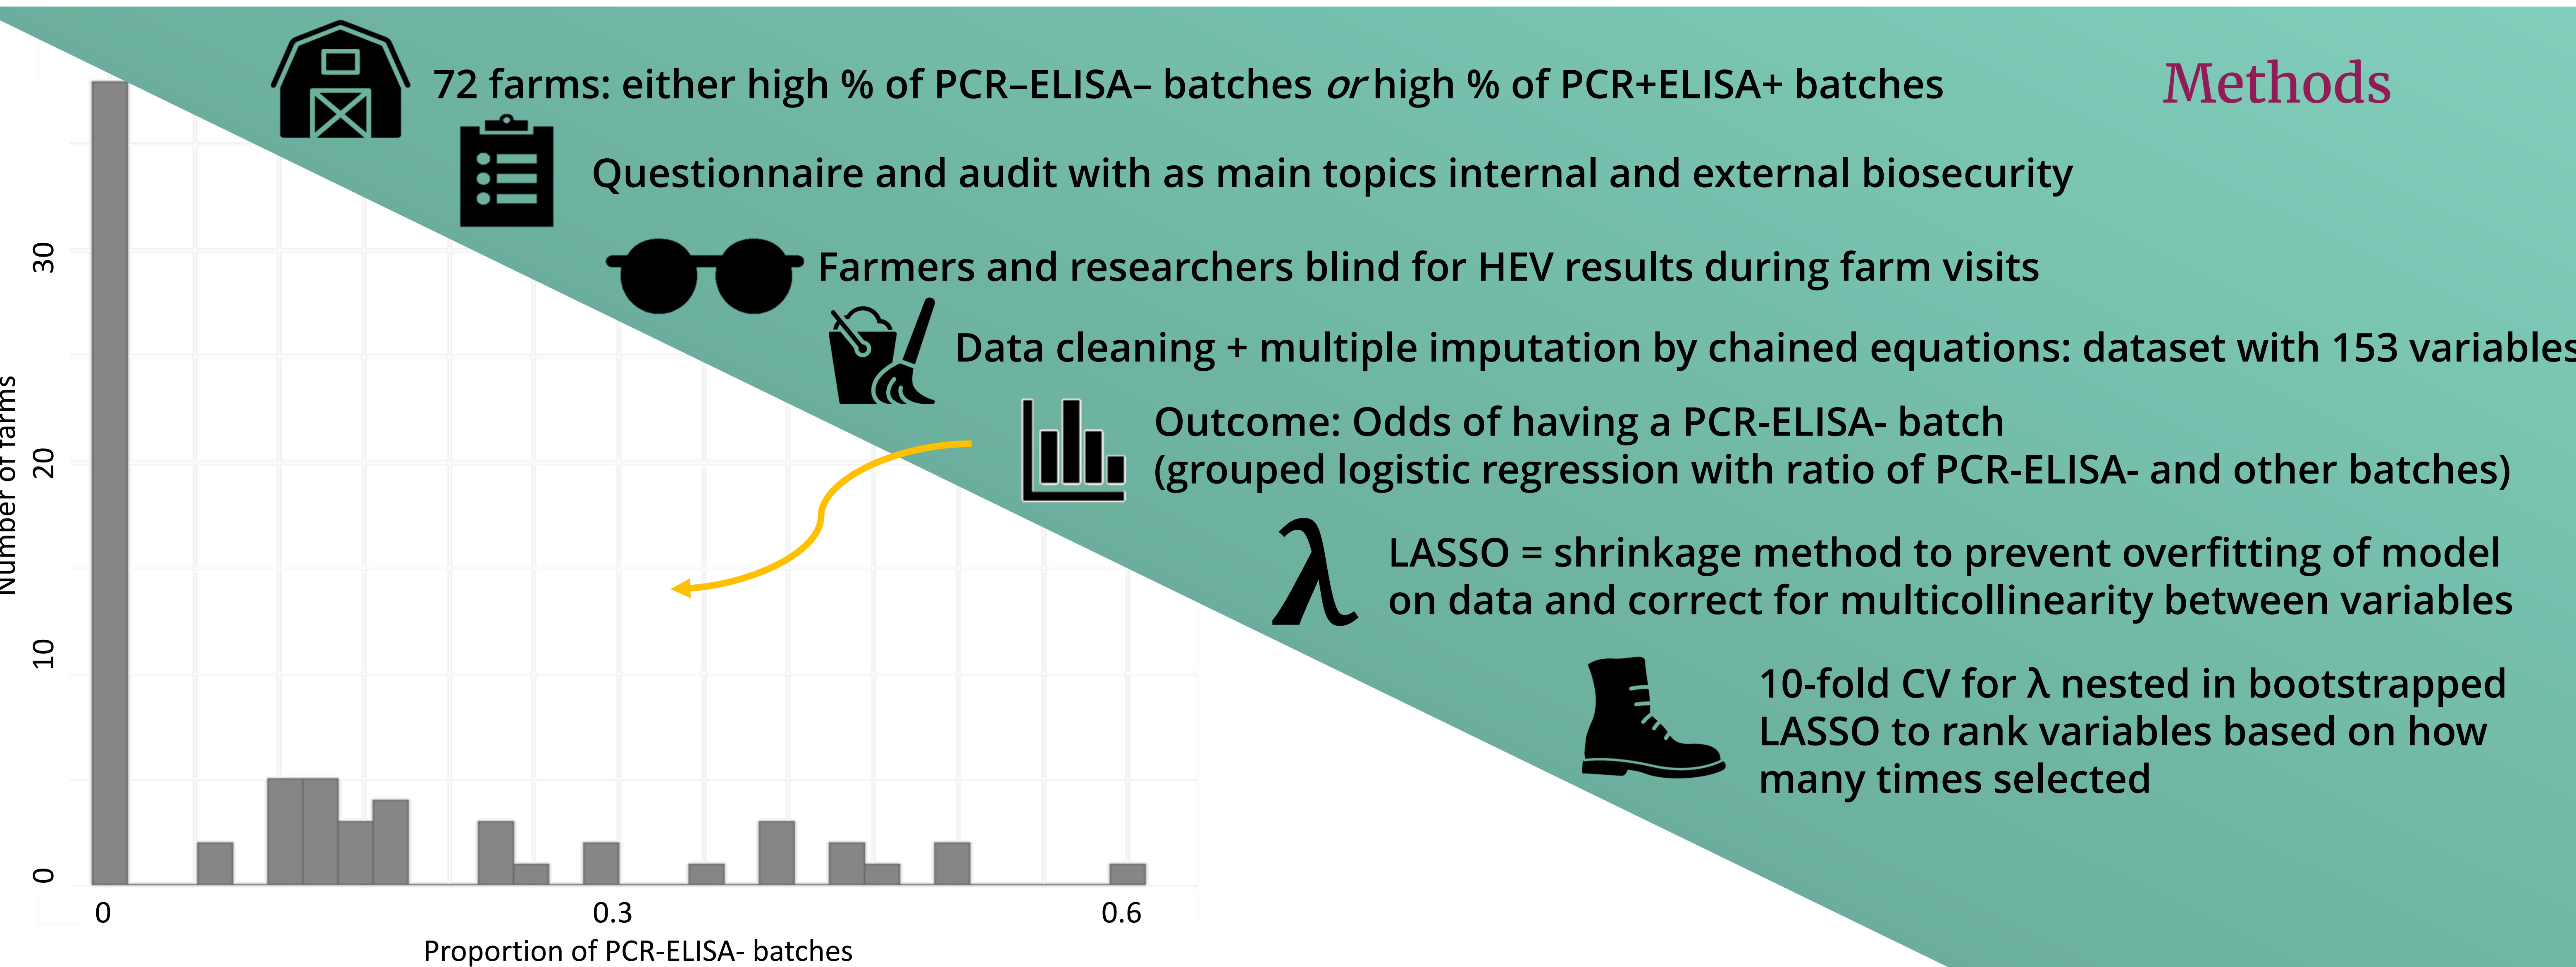 Methods
72 farms: either high % of PCR–ELISA– batches or high % of PCR+ELISA+ batches
Questionnaire and audit with as main topics internal and external biosecurity
Farmers and researchers blind for HEV results during farm visits
Data cleaning + multiple imputation by chained equations: dataset with 153 variables
Outcome: Odds of having a PCR-ELISA- batch
(grouped logistic regression with ratio of PCR-ELISA- and other batches)
LASSO = shrinkage method to prevent overfitting of model
on data and correct for multicollinearity between variables
λ
10-fold CV for λ nested in bootstrapped
LASSO to rank variables based on how
many times selected
Number of farms
30
20
10
0
0
0.3
0.6
Proportion of PCR-ELISA- batches